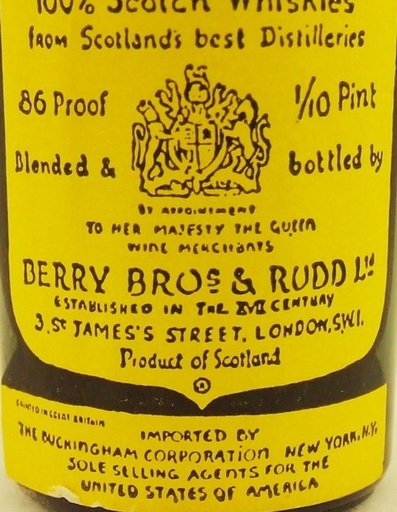 100% Scotch Whiskies
from Scotland's best Distilleries
86 Proof
1/10 Pint
Blended &
bottled by
BY APPOINTMENT
TO HER MAJESTY THE QUEEN
WINE MERCHANTS
BERRY BROS & RUDD Ltd
ESTABLISHED IN THE XVII CENTURY
3, St JAMES'S STREET, LONDON, S.W.1.
Product of Scotland
PRINTED IN GREAT BRITAIN
IMPORTED BY
THE BUCKINGHAM CORPORATION NEW YORK, N.Y.
SOLE SELLING AGENTS FOR THE
UNITED STATES OF AMERICA